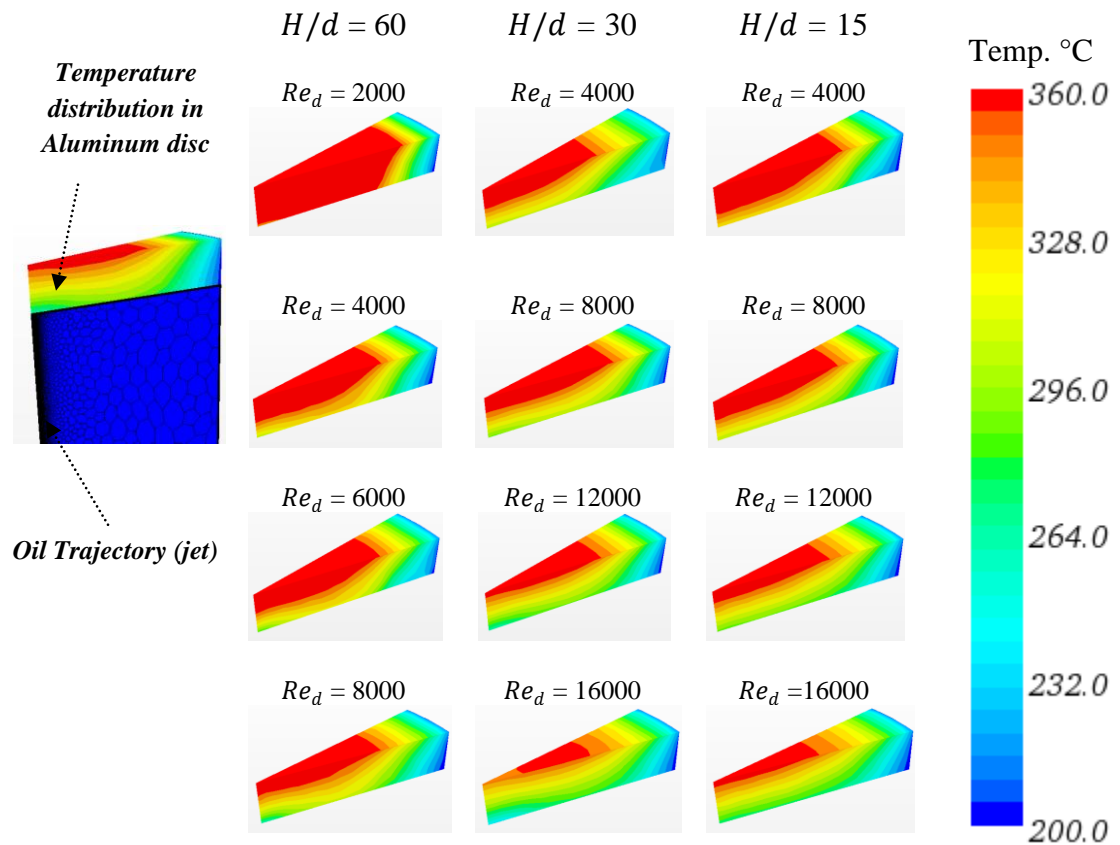 H/d = 60 H/d = 30 H/d = 15
Temp. °C
Temperature
distribution in
Aluminum disc
Re_d = 2000 Re_d = 4000 Re_d = 4000
360.0
328.0
Re_d = 4000 Re_d = 8000 Re_d = 8000
296.0
Re_d = 6000 Re_d = 12000 Re_d = 12000
264.0
Oil Trajectory (jet)
Re_d = 8000 Re_d = 16000 Re_d =16000
232.0
200.0